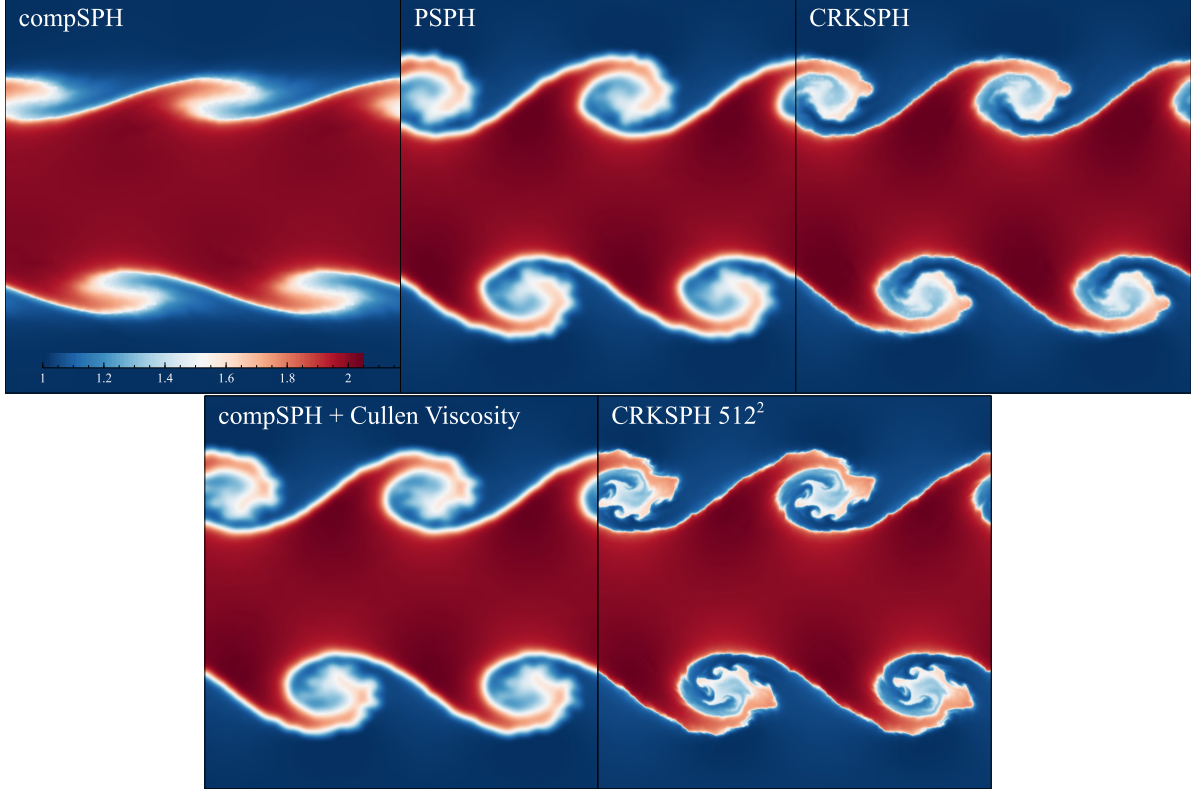 compSPH
PSPH
CRKSPH
1 1.2 1.4 1.6 1.8 2
compSPH + Cullen Viscosity
CRKSPH 512²